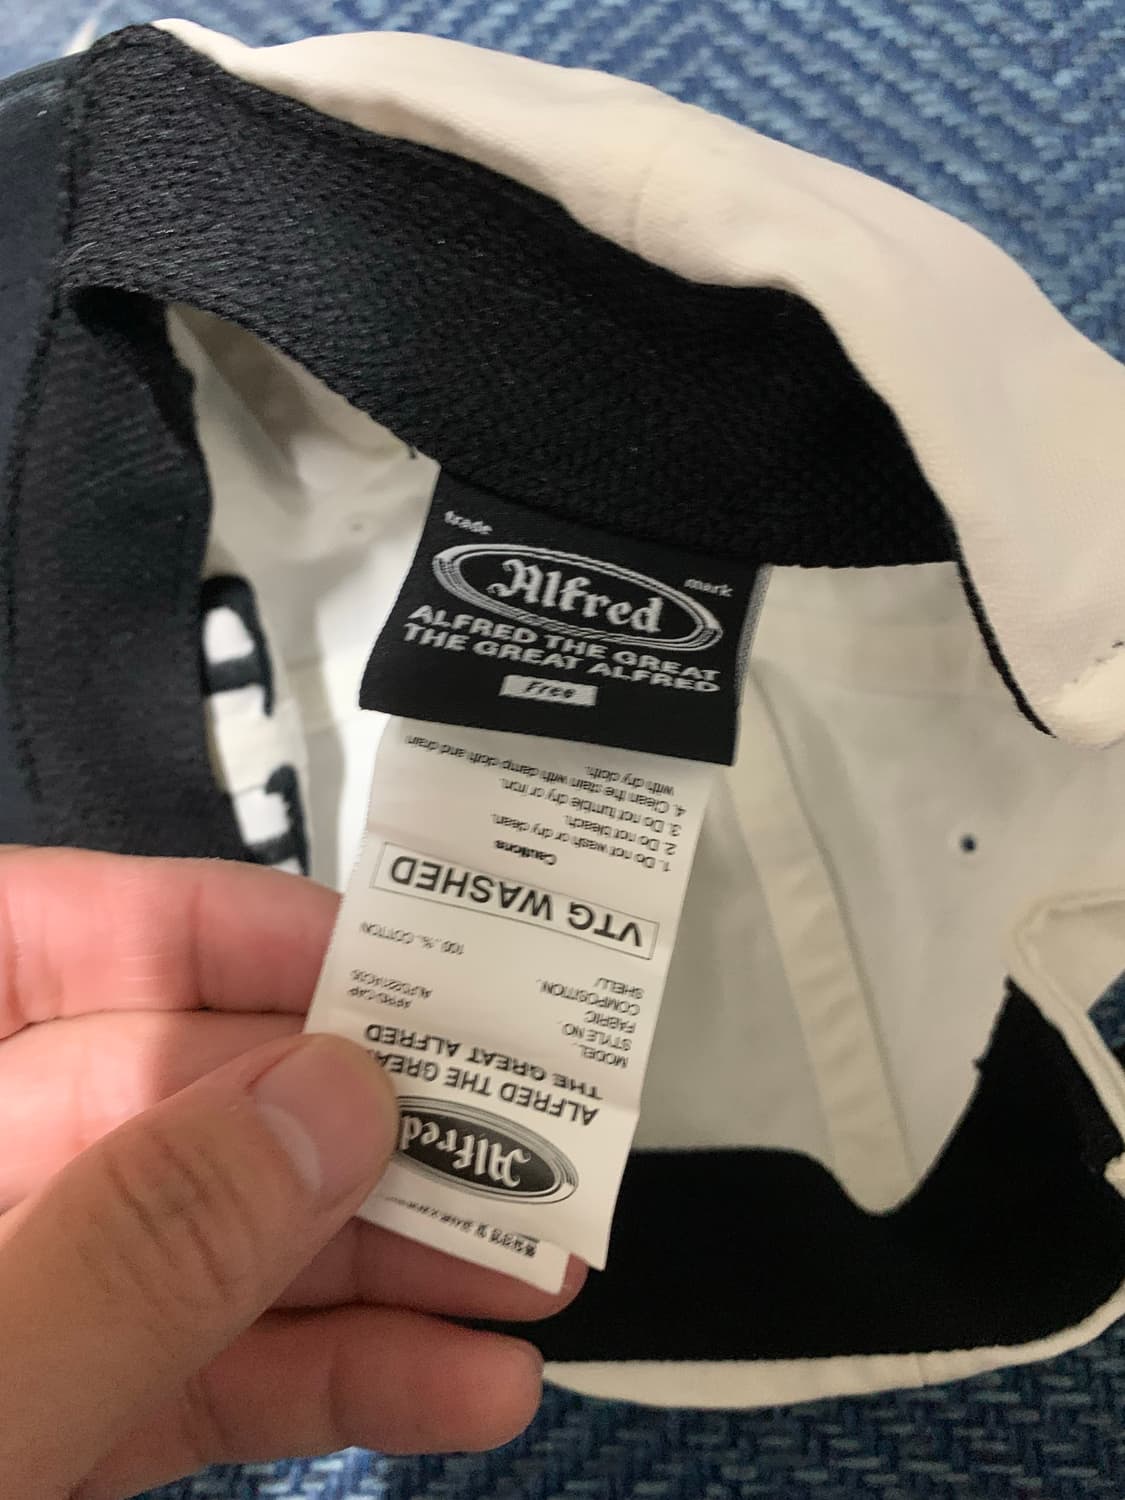 trade
mark
Alfred
ALFRED THE GREAT
THE GREAT ALFRED
Free
Alfred
ALFRED THE GREA
THE GREAT ALFRED
MODEL.
STYLE NO.
FABRIC
COMPOSITION.
SHELL/
100 % COTTON
VTG WASHED
Cautions
1. Do not wash or dry clean.
2. Do not bleach.
3. Do not tumble dry or iron.
4. Clean the stain with damp cloth and drain
with dry cloth.